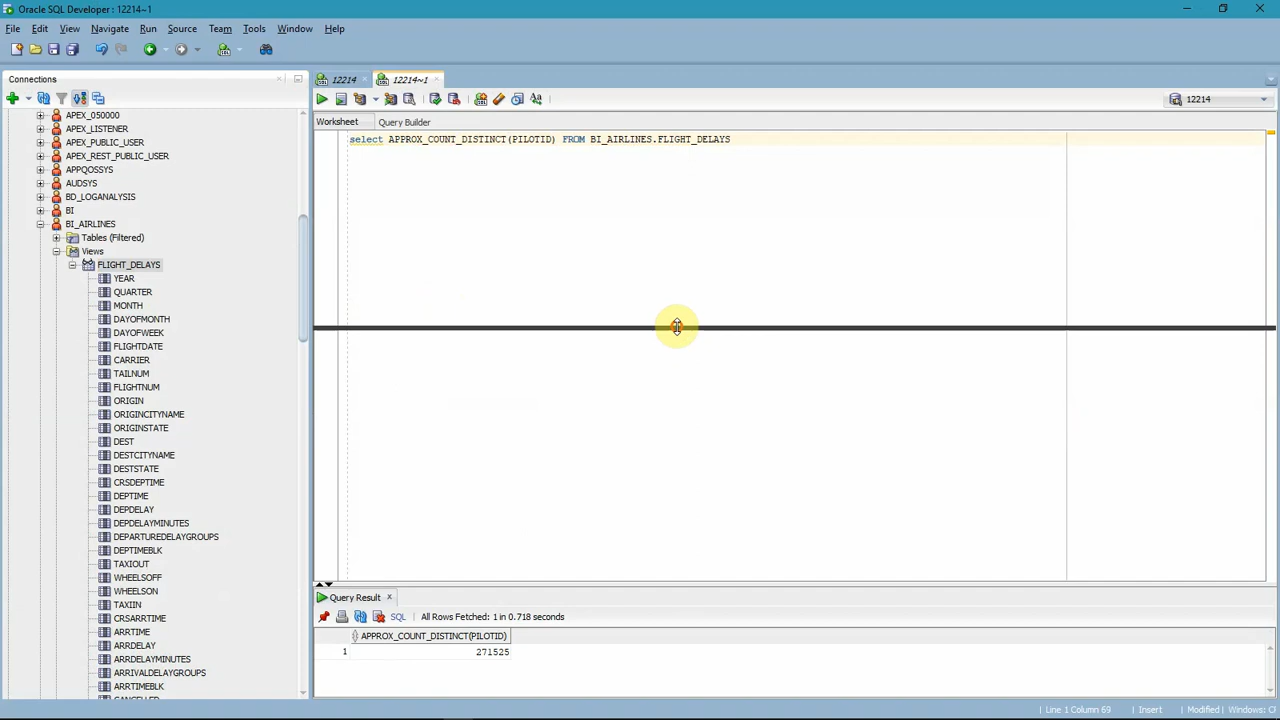 Oracle SQL Developer : 12214~1
File Edit View Navigate Run Source Team Tools Window Help
Connections
12214
12214~1
12214
Worksheet
Query Builder
select APPROX_COUNT_DISTINCT(PILOTID) FROM BI_AIRLINES.FLIGHT_DELAYS
APEX_050000
APEX_LISTENER
APEX_PUBLIC_USER
APEX_REST_PUBLIC_USER
APPQOSSYS
AUDSYS
BD_LOGANALYSIS
BI
BI_AIRLINES
Tables (Filtered)
Views
FLIGHT_DELAYS
YEAR
QUARTER
MONTH
DAYOFMONTH
DAYOFWEEK
FLIGHTDATE
CARRIER
TAILNUM
FLIGHTNUM
ORIGIN
ORIGINCITYNAME
ORIGINSTATE
DEST
DESTCITYNAME
DESTSTATE
CRSDEPTIME
DEPTIME
DEPDELAY
DEPDELAYMINUTES
DEPARTUREDELAYGROUPS
DEPTIMEBLK
TAXIOUT
WHEELSOFF
WHEELSON
TAXIIN
CRSARRTIME
ARRTIME
ARRDELAY
ARRDELAYMINUTES
ARRIVALDELAYGROUPS
ARRTIMEBLK
CANCELLED
Query Result
SQL All Rows Fetched: 1 in 0.718 seconds
APPROX_COUNT_DISTINCT(PILOTID)
1 271525
Line 1 Column 69 Insert Modified Windows: Cl